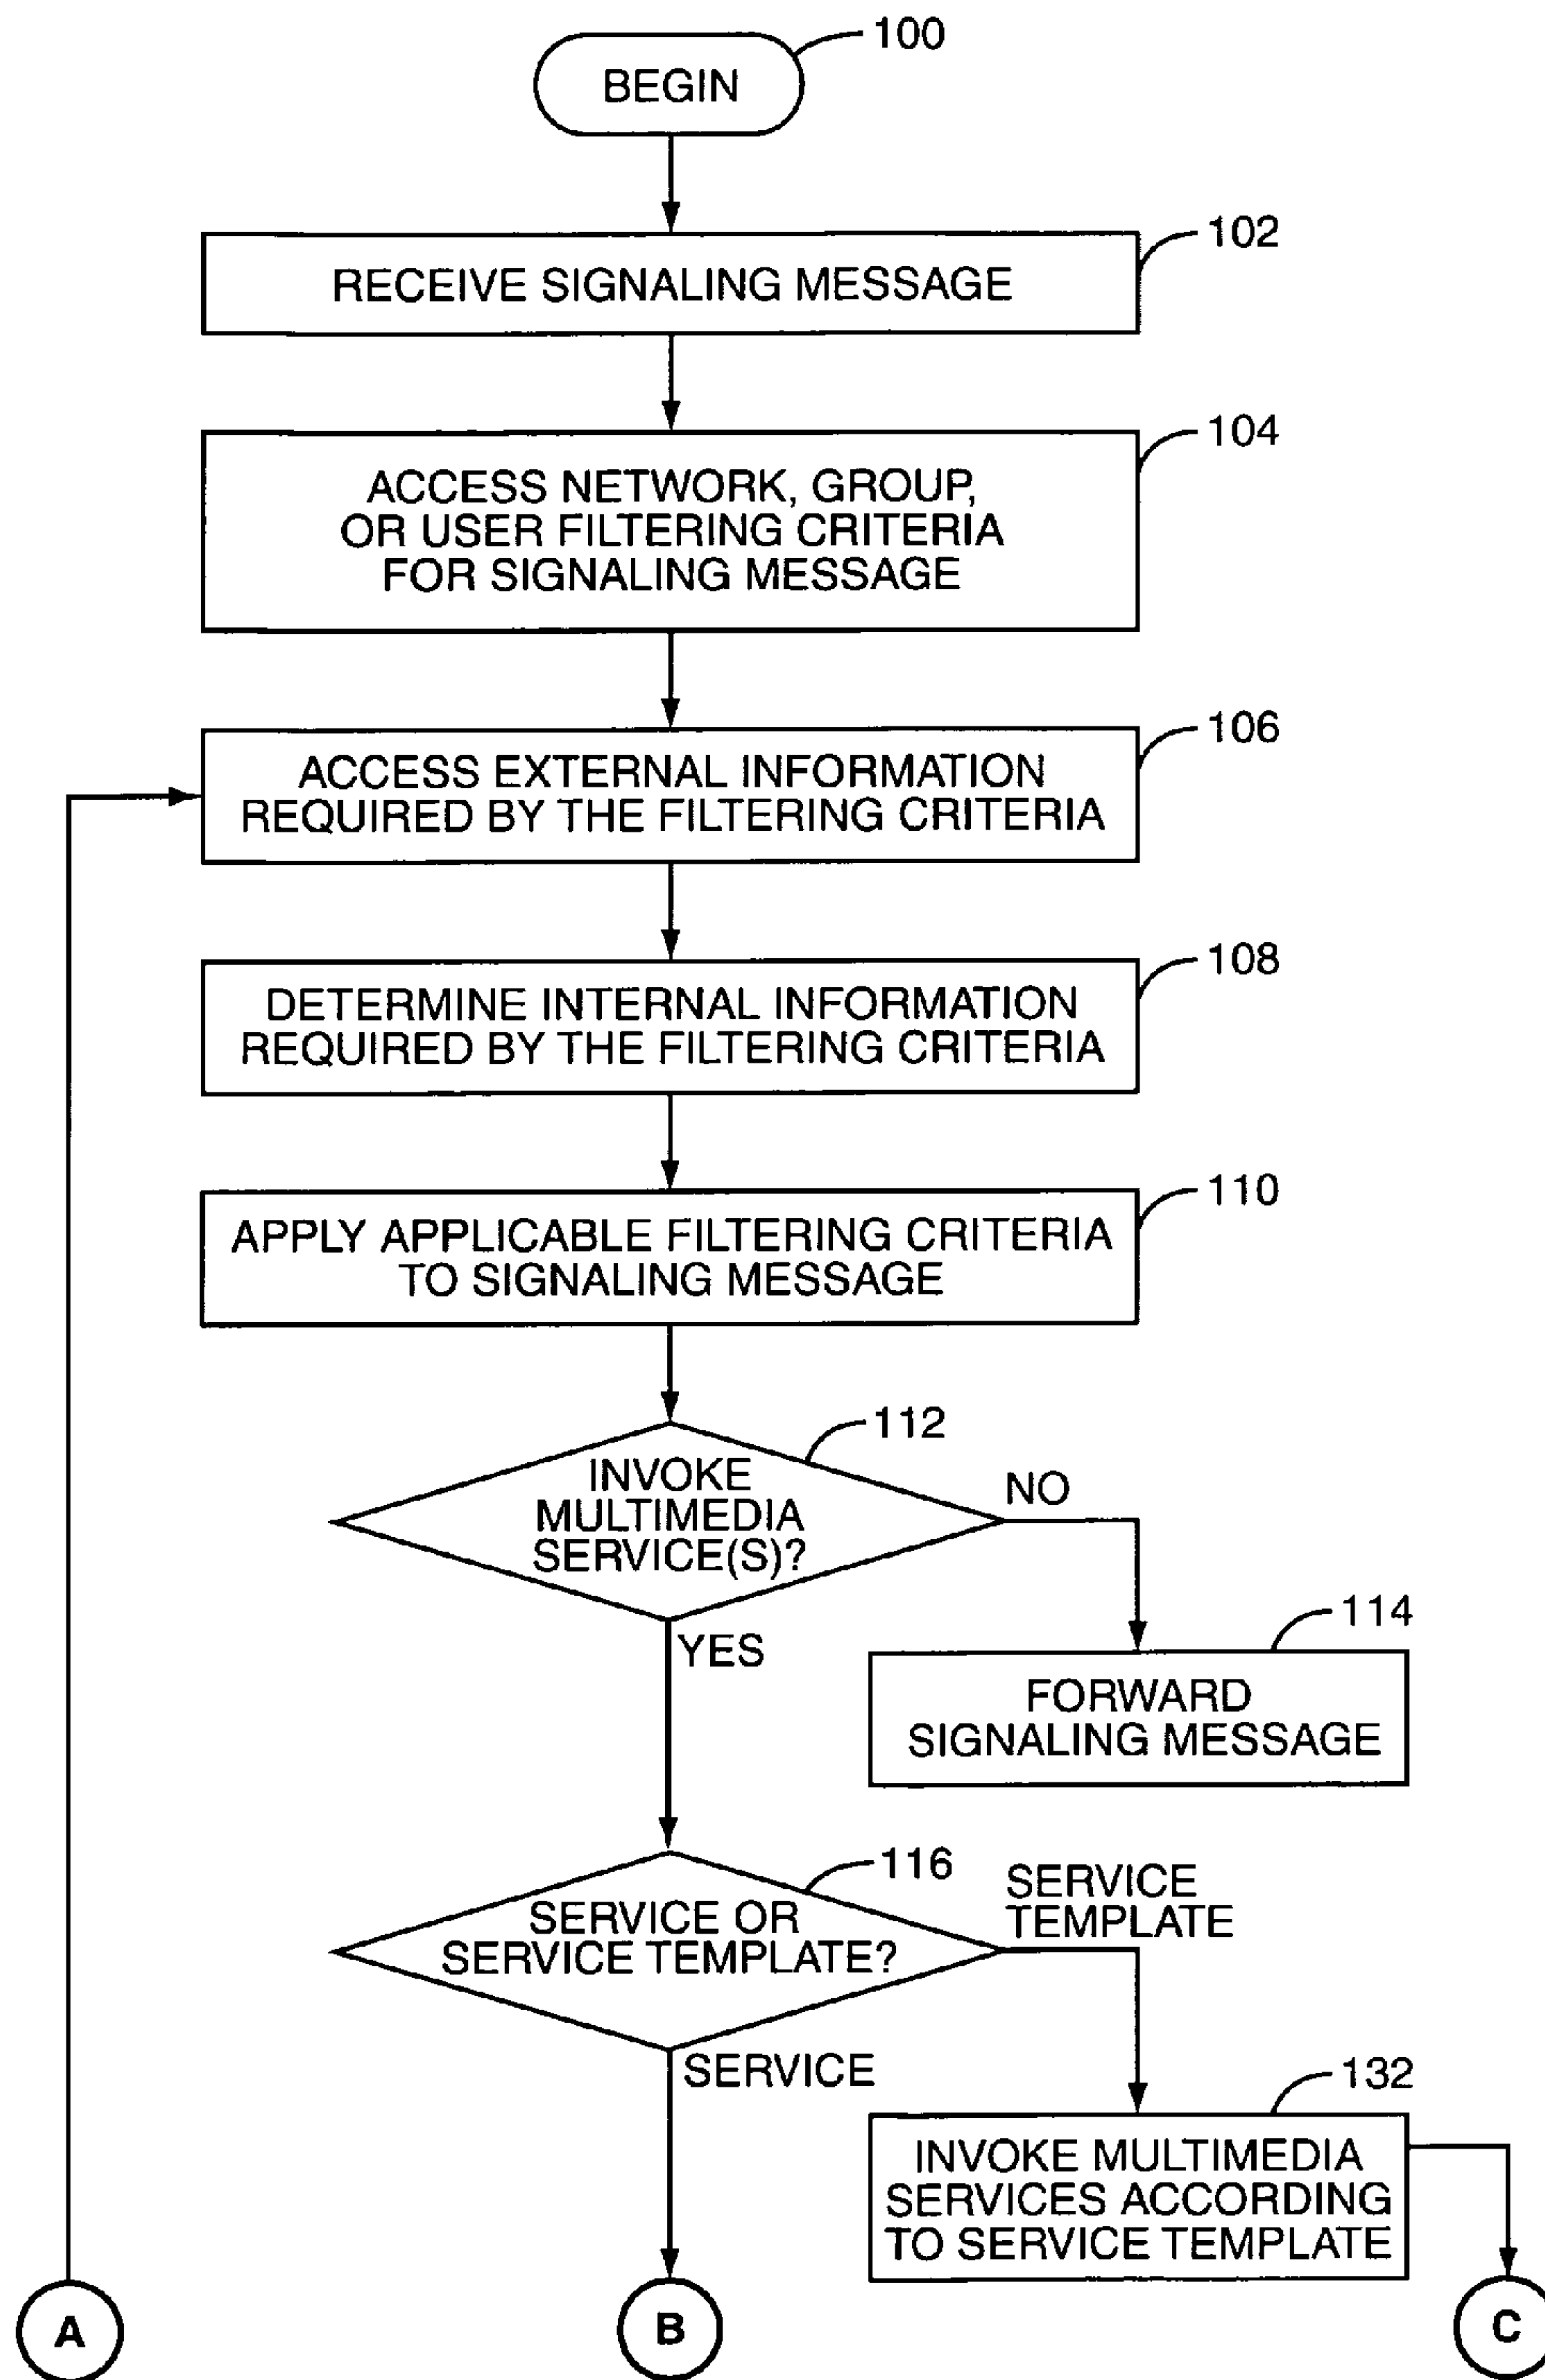 100
BEGIN
102
RECEIVE SIGNALING MESSAGE
104
ACCESS NETWORK, GROUP,
OR USER FILTERING CRITERIA
FOR SIGNALING MESSAGE
106
ACCESS EXTERNAL INFORMATION
REQUIRED BY THE FILTERING CRITERIA
108
DETERMINE INTERNAL INFORMATION
REQUIRED BY THE FILTERING CRITERIA
110
APPLY APPLICABLE FILTERING CRITERIA
TO SIGNALING MESSAGE
112
INVOKE
MULTIMEDIA
SERVICE(S)?
NO
YES
114
FORWARD
SIGNALING MESSAGE
116
SERVICE OR
SERVICE TEMPLATE?
SERVICE
TEMPLATE
SERVICE
132
INVOKE MULTIMEDIA
SERVICES ACCORDING
TO SERVICE TEMPLATE
A
B
C